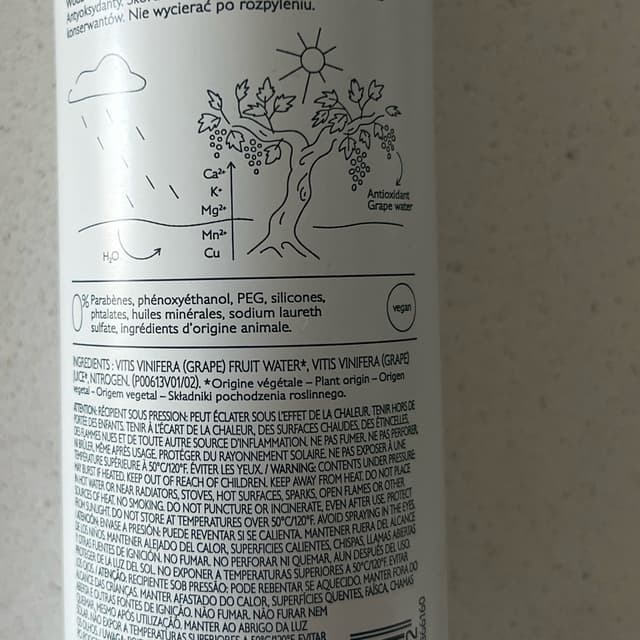 Antyoksydanty.
konserwantów. Nie wycierać po rozpyleniu.
Ca²⁺
K⁺
Mg²⁺
Mn²⁺
Cu
H₂O
Antioxidant
Grape water
0% Parabènes, phénoxyéthanol, PEG, silicones,
phtalates, huiles minérales, sodium laureth
sulfate, ingrédients d'origine animale.
vegan
INGREDIENTS : VITIS VINIFERA (GRAPE) FRUIT WATER*, VITIS VINIFERA (GRAPE)
JUICE*, NITROGEN. (P00613V01/02). *Origine végétale – Plant origin – Origen
vegetal – Origem vegetal – Składniki pochodzenia roslinnego.
ATTENTION: RÉCIPIENT SOUS PRESSION: PEUT ÉCLATER SOUS L'EFFET DE LA CHALEUR. TENIR HORS DE
PORTÉE DES ENFANTS. TENIR À L'ÉCART DE LA CHALEUR, DES SURFACES CHAUDES, DES ÉTINCELLES,
DES FLAMMES NUES ET DE TOUTE AUTRE SOURCE D'INFLAMMATION. NE PAS FUMER. NE PAS PERFORER,
NI BRÛLER, MÊME APRÈS USAGE. PROTÉGER DU RAYONNEMENT SOLAIRE. NE PAS EXPOSER À UNE
TEMPÉRATURE SUPÉRIEURE À 50°C/120°F. ÉVITER LES YEUX. / WARNING: CONTENTS UNDER PRESSURE:
MAY BURST IF HEATED. KEEP OUT OF REACH OF CHILDREN. KEEP AWAY FROM HEAT. DO NOT PLACE
IN HOT WATER OR NEAR RADIATORS, STOVES, HOT SURFACES, SPARKS, OPEN FLAMES OR OTHER
SOURCES OF HEAT. NO SMOKING. DO NOT PUNCTURE OR INCINERATE, EVEN AFTER USE. PROTECT
FROM SUNLIGHT. DO NOT STORE AT TEMPERATURES OVER 50°C/120°F. AVOID SPRAYING IN THE EYES.
ATENCIÓN: ENVASE A PRESIÓN: PUEDE REVENTAR SI SE CALIENTA. MANTENER FUERA DEL ALCANCE
DE LOS NIÑOS. MANTENER ALEJADO DEL CALOR, SUPERFICIES CALIENTES, CHISPAS, LLAMAS ABIERTAS
Y OTRAS FUENTES DE IGNICIÓN. NO FUMAR. NO PERFORAR NI QUEMAR, AUN DESPUÉS DEL USO.
PROTEGER DE LA LUZ DEL SOL. NO EXPONER A TEMPERATURAS SUPERIORES A 50°C/120°F. EVITAR
LOS OJOS. / ATENÇÃO: RECIPIENTE SOB PRESSÃO: PODE REBENTAR SE AQUECIDO. MANTER FORA DO
ALCANCE DAS CRIANÇAS. MANTER AFASTADO DO CALOR, SUPERFÍCIES QUENTES, FAÍSCA, CHAMAS
ABERTA E OUTRAS FONTES DE IGNIÇÃO. NÃO FUMAR. NÃO FURAR NEM
QUEIMAR, MESMO APÓS UTILIZAÇÃO. MANTER AO ABRIGO DA LUZ
SOLAR. NÃO EXPOR A TEMPERATURAS SUPERIORES A 50°C/120°F. EVITAR